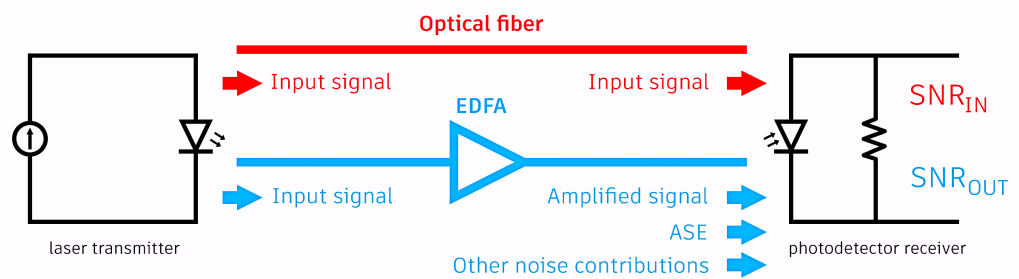 Optical fiber
Input signal
Input signal
SNR_IN
EDFA
Input signal
Amplified signal
SNR_OUT
ASE
laser transmitter
photodetector receiver
Other noise contributions